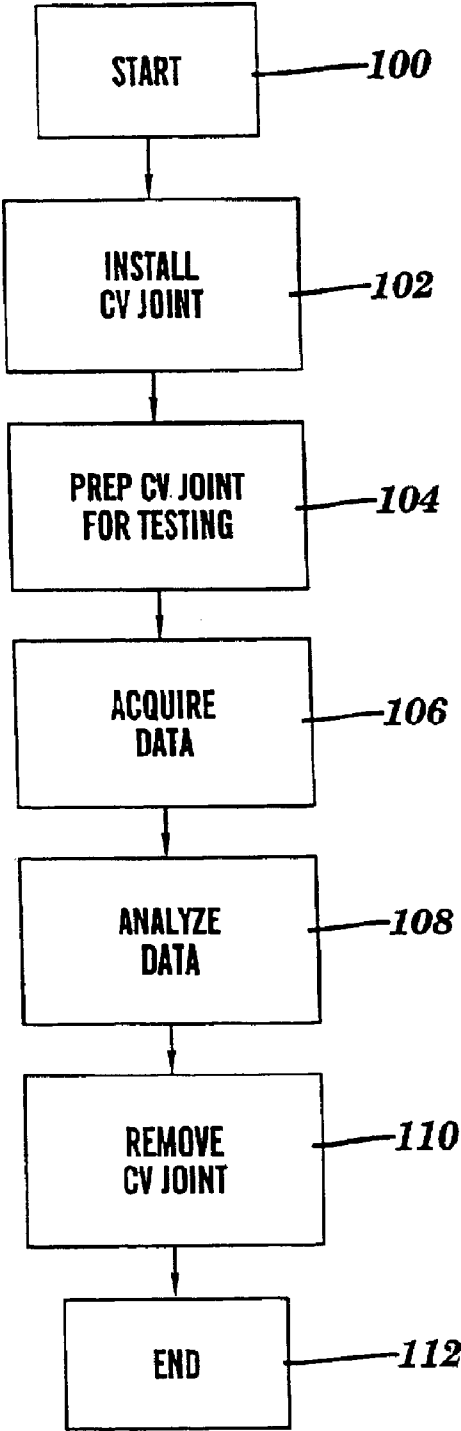 START
100
INSTALL
CV JOINT
102
PREP CV JOINT
FOR TESTING
104
ACQUIRE
DATA
106
ANALYZE
DATA
108
REMOVE
CV JOINT
110
END
112